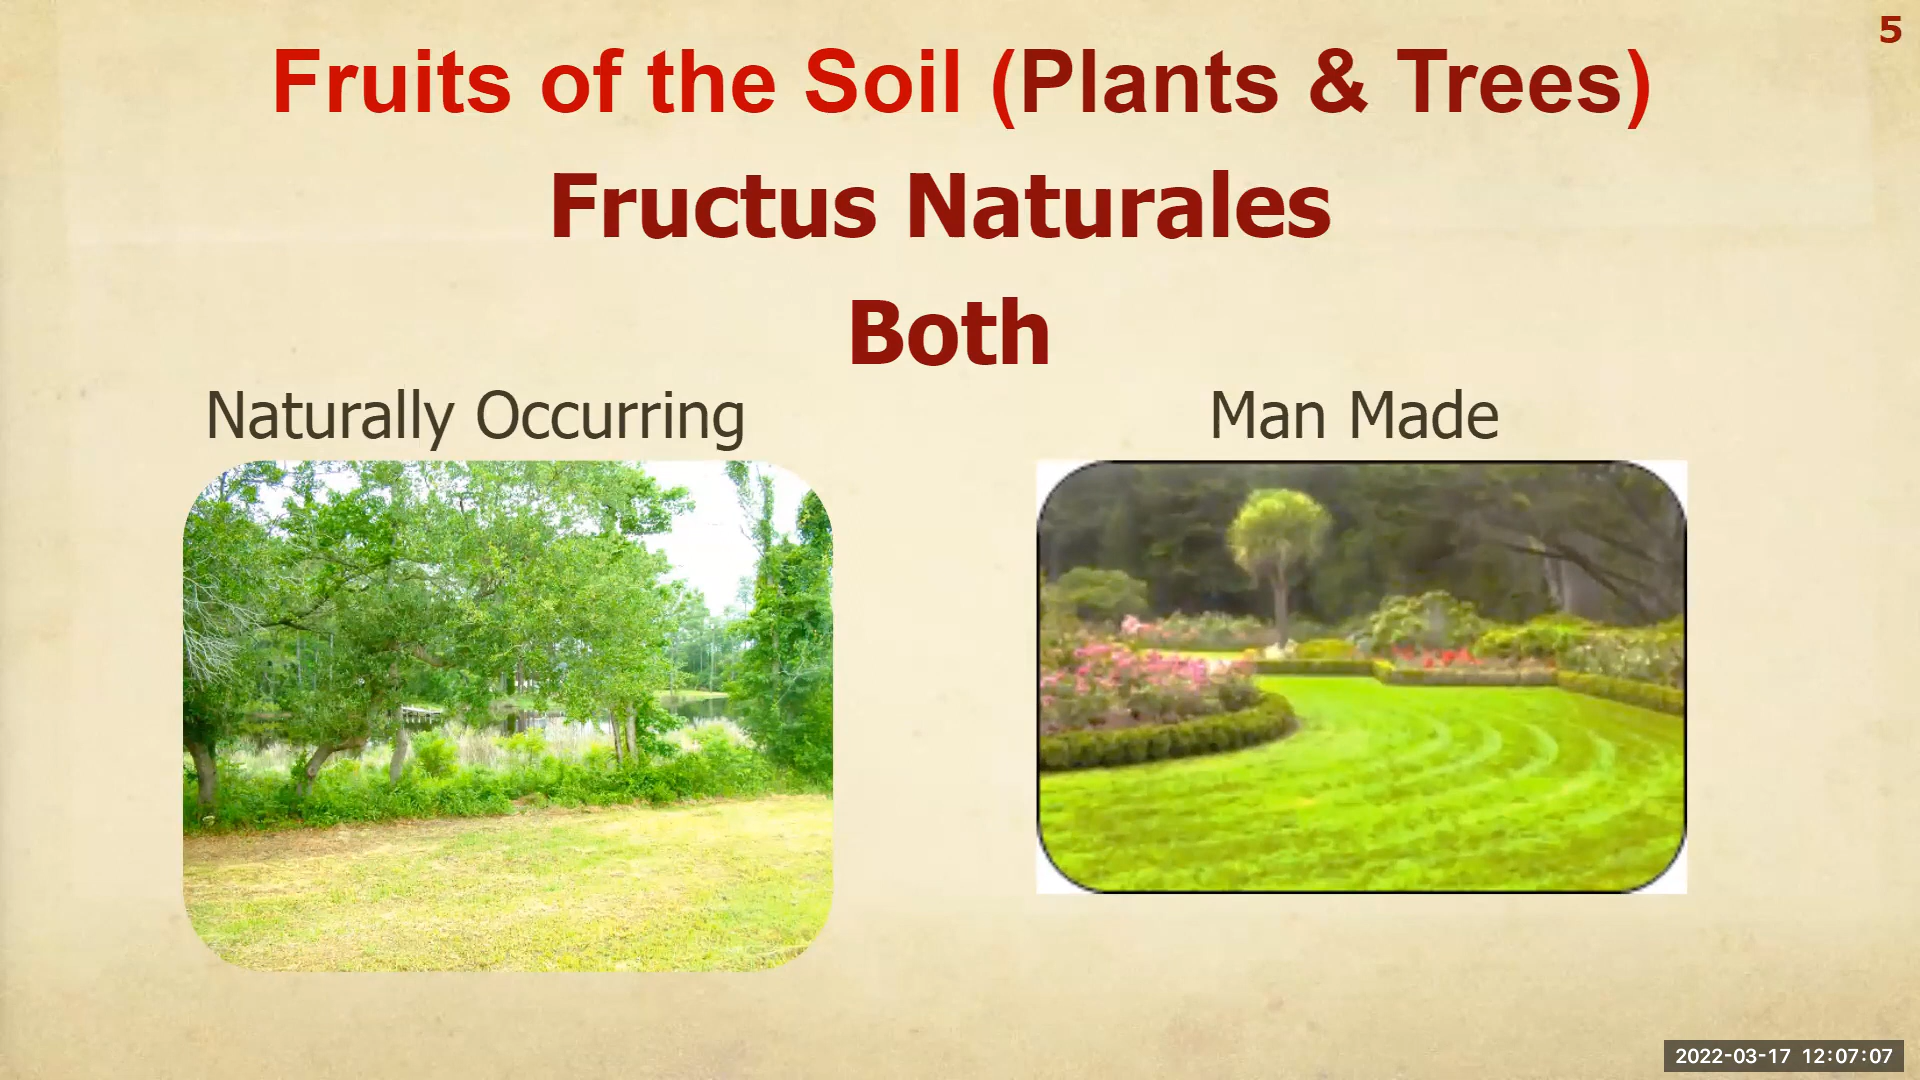 5
Fruits of the Soil (Plants & Trees)
Fructus Naturales
Both
Naturally Occurring
Man Made
2022-03-17 12:07:07